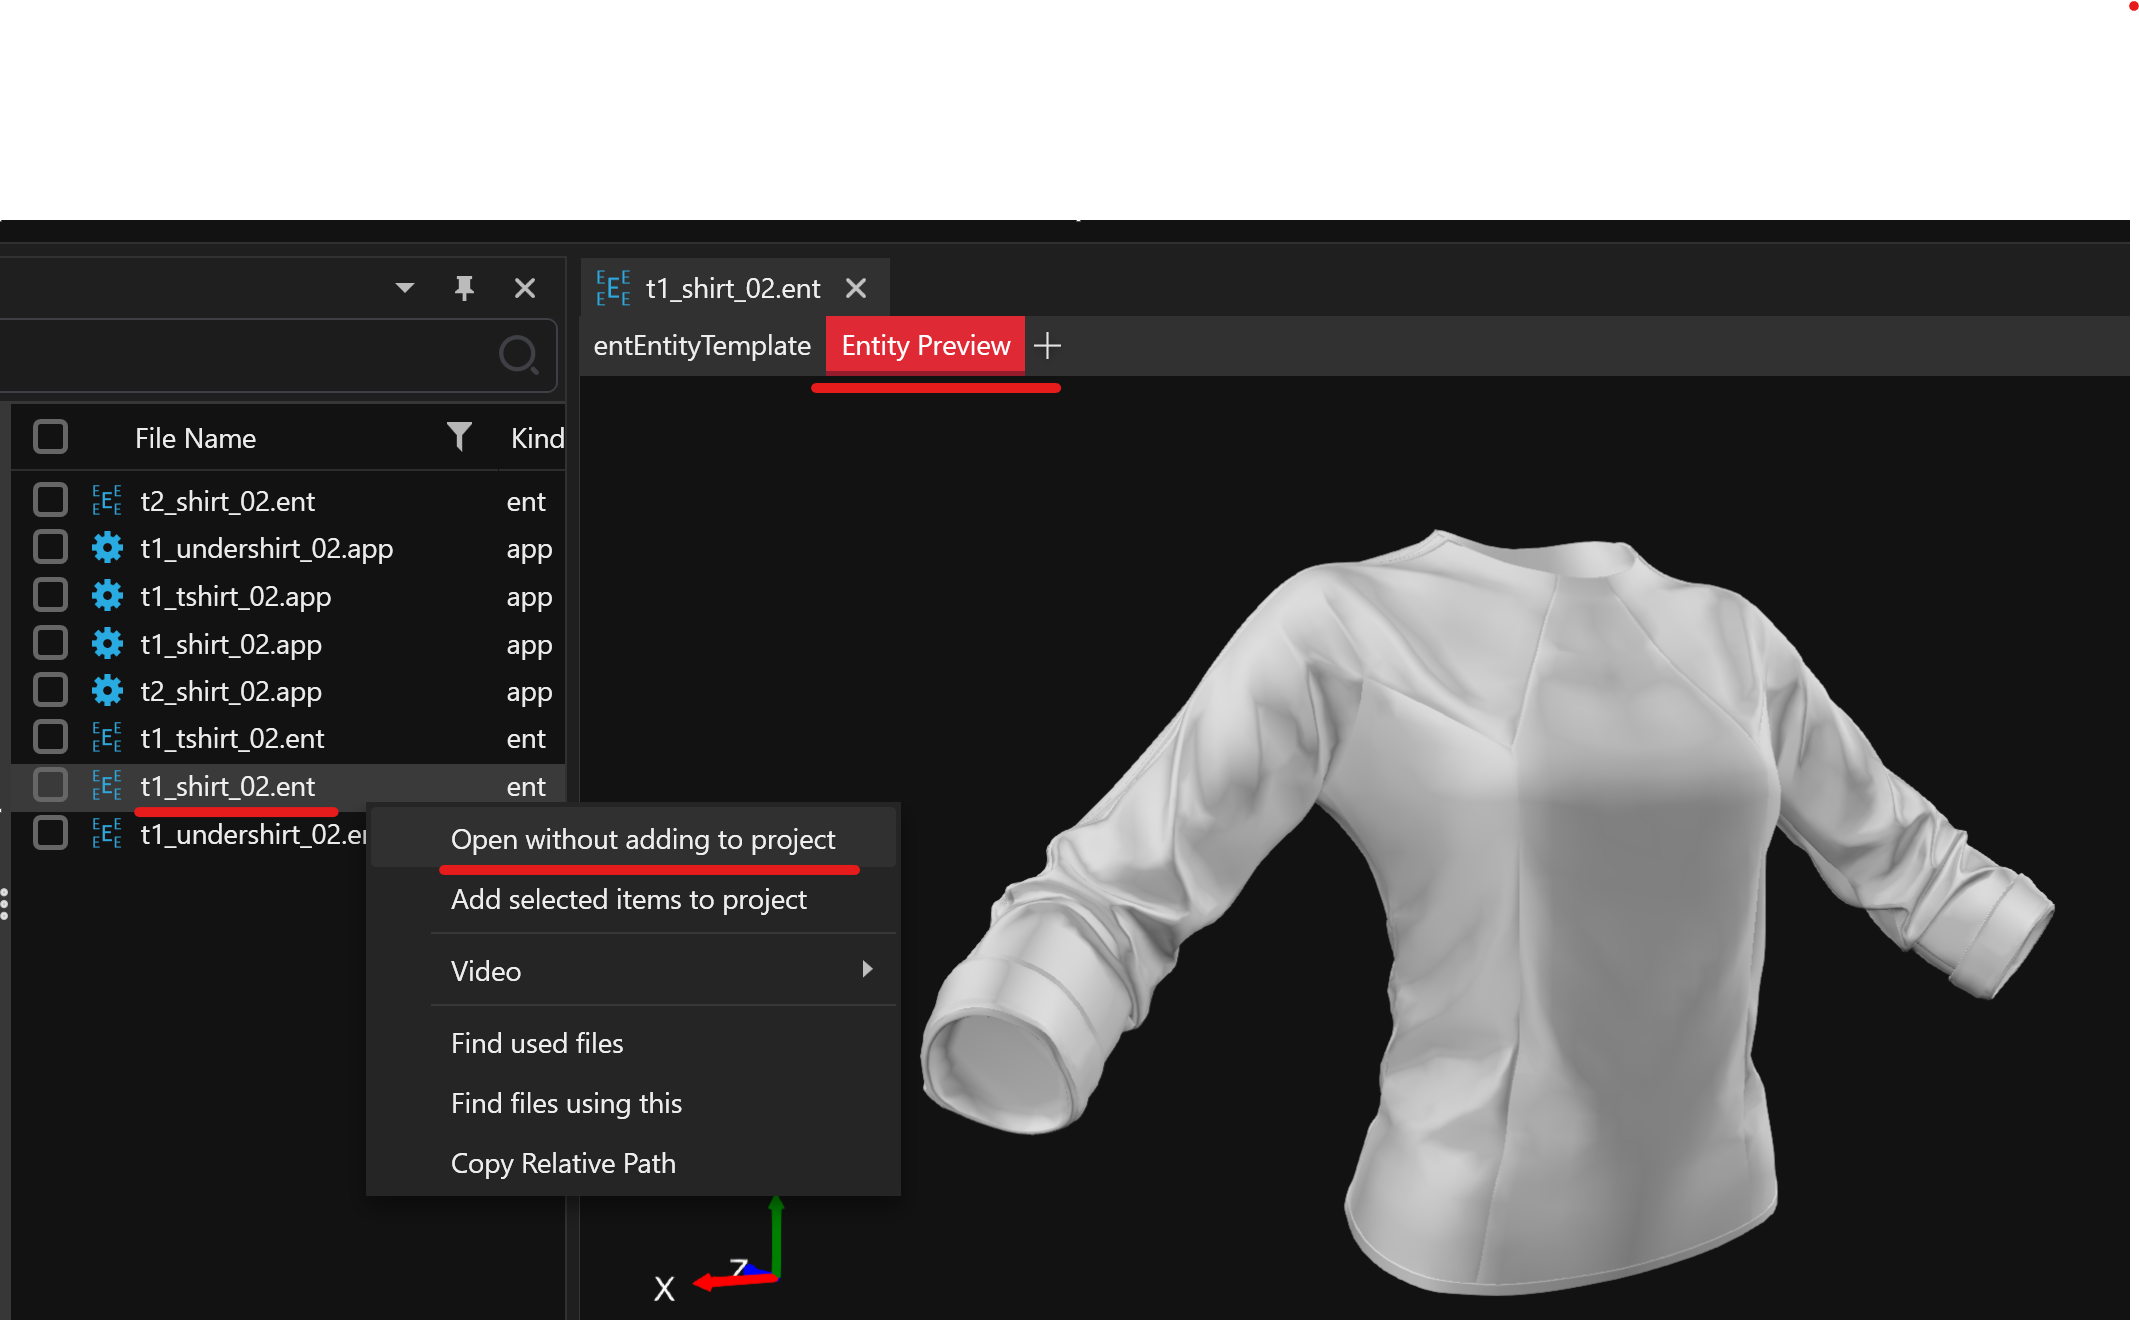 t1_shirt_02.ent
entEntityTemplate Entity Preview
File Name Kind
t2_shirt_02.ent ent
t1_undershirt_02.app app
t1_tshirt_02.app app
t1_shirt_02.app app
t2_shirt_02.app app
t1_tshirt_02.ent ent
t1_shirt_02.ent ent
t1_undershirt_02.en
Open without adding to project
Add selected items to project
Video
Find used files
Find files using this
Copy Relative Path
Z
X